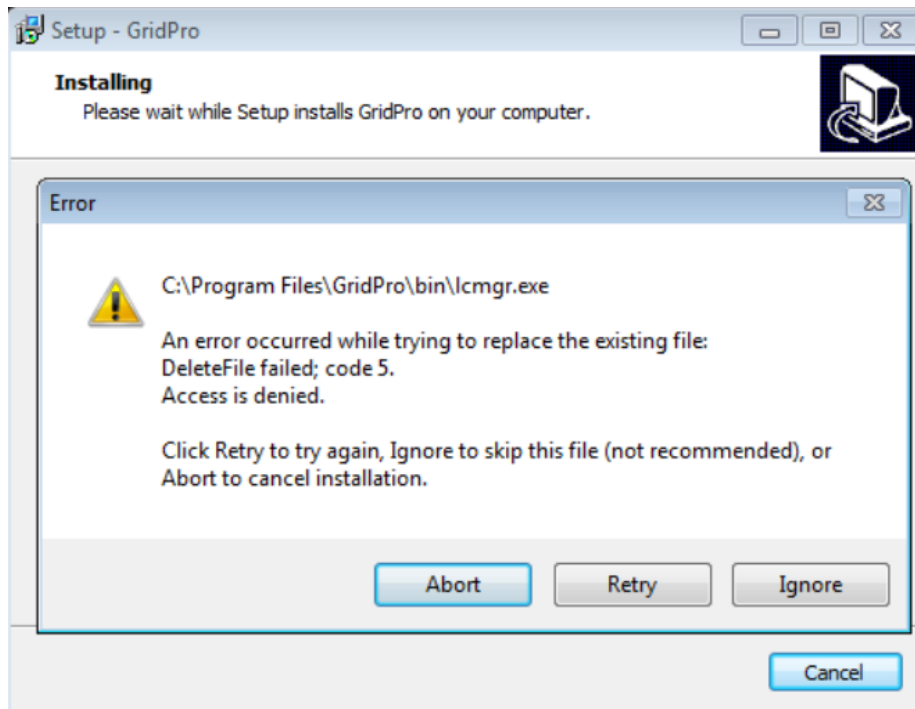 Setup - GridPro
Installing
Please wait while Setup installs GridPro on your computer.
Error
C:\Program Files\GridPro\bin\lcmgr.exe
An error occurred while trying to replace the existing file:
DeleteFile failed; code 5.
Access is denied.
Click Retry to try again, Ignore to skip this file (not recommended), or
Abort to cancel installation.
Abort
Retry
Ignore
Cancel